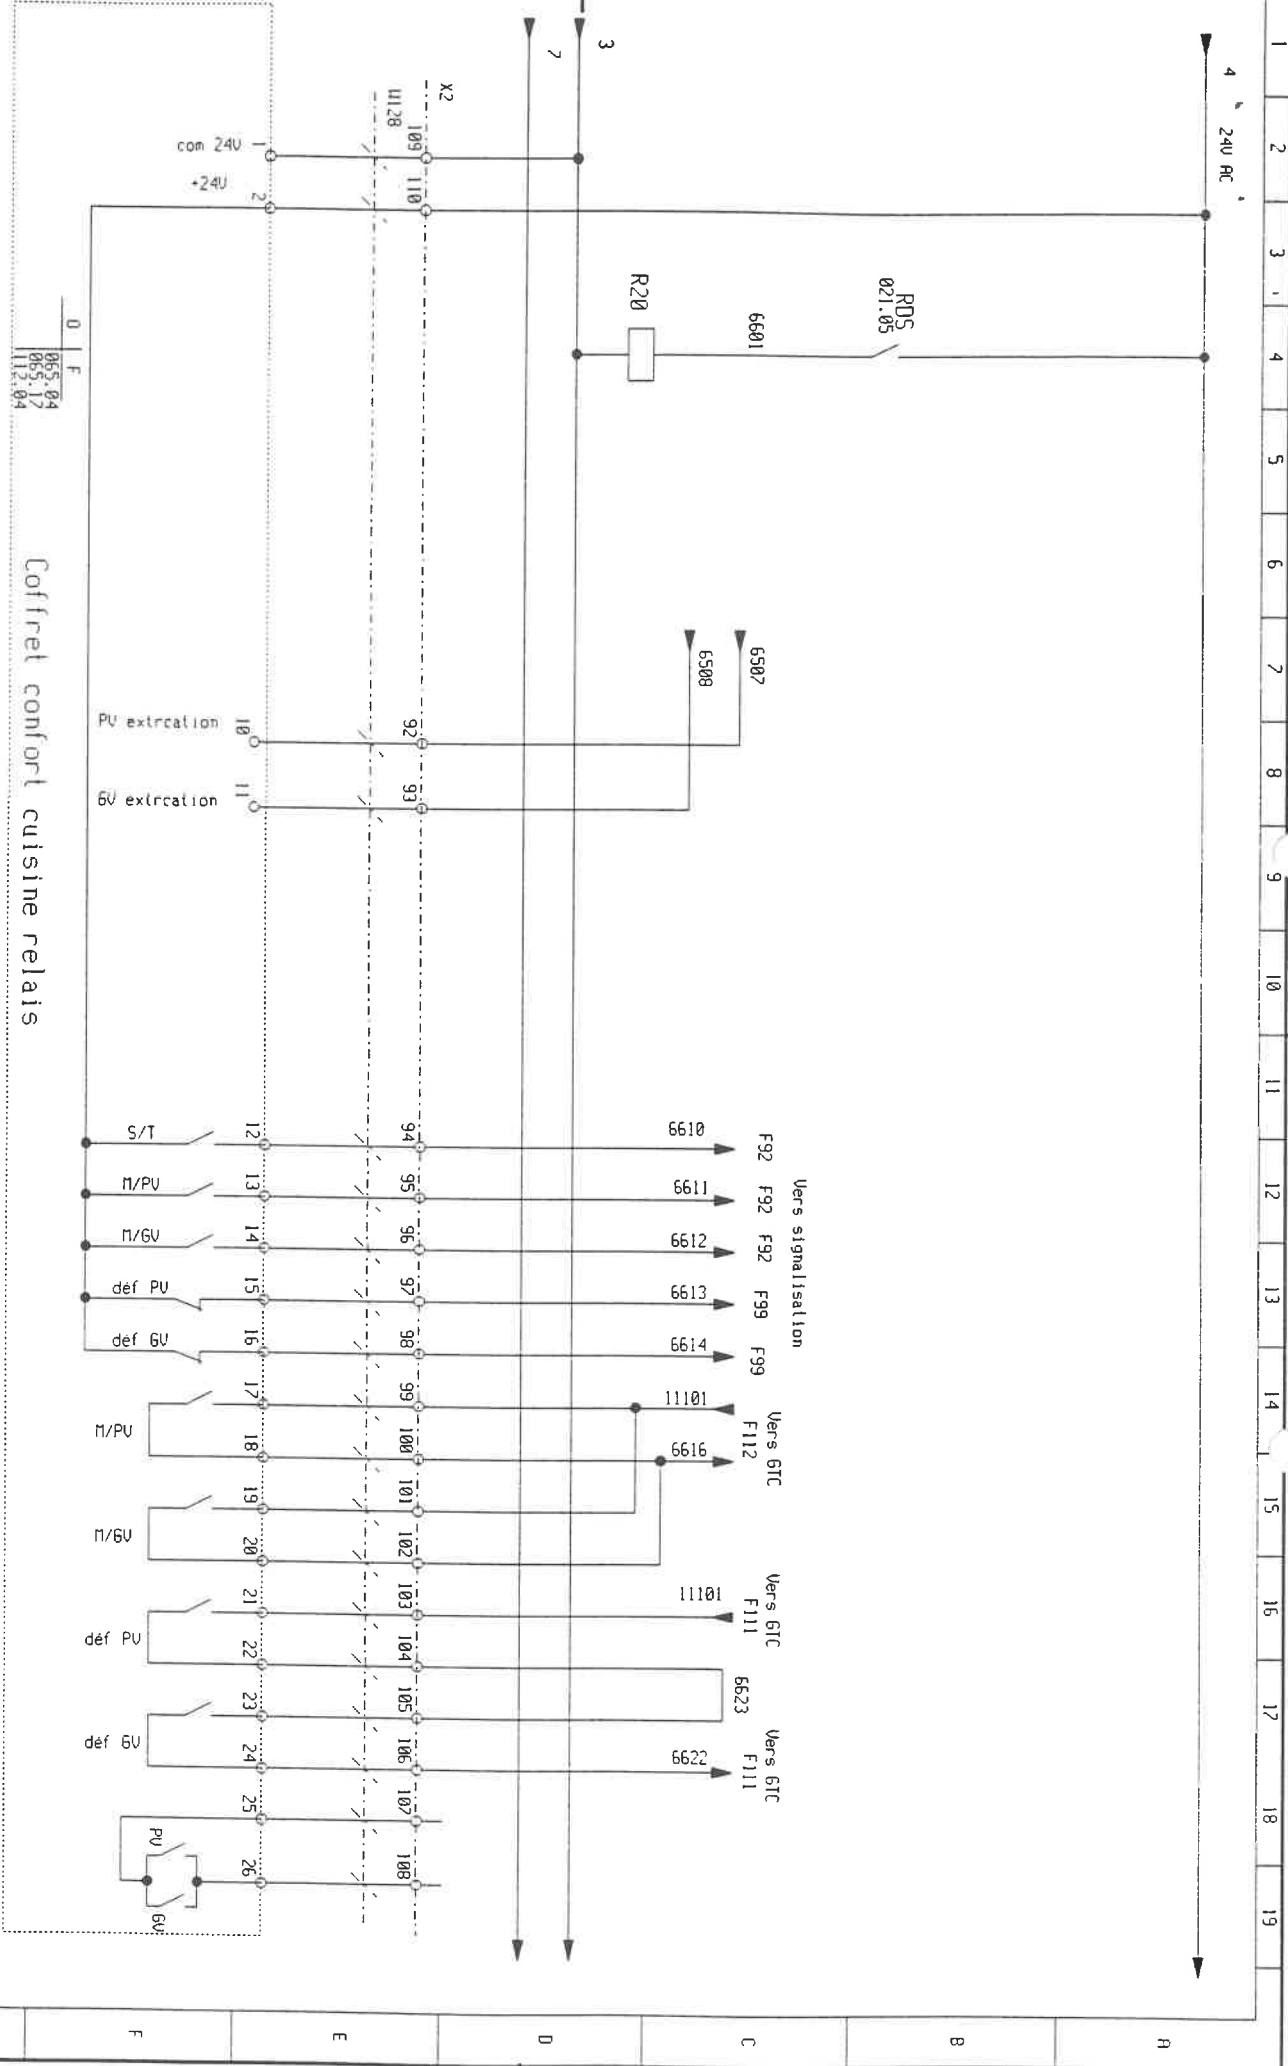 1 2 3 4 5 6 7 8 9 10 11 12 13 14 15 16 17 18 19
A
B
C
D
E
F
4
24V AC
3
7
RDS
021.05
6601
R20
6507
6508
Vers signalisation
F92 F92 F92 F99 F99
6610 6611 6612 6613 6614
Vers GTC
F112
11101 6616
Vers GTC
F111
11101
6623
Vers GTC
F111
6622
X2
109 110 92 93 94 95 96 97 98 99 100 101 102 103 104 105 106 107 108
W128
1 2 10 11 12 13 14 15 16 17 18 19 20 21 22 23 24 25 26
com 24V
+24V
PV extrcation
GV extrcation
S/T
M/PV
M/GV
déf PV
déf GV
M/PV
M/GV
déf PV
déf GV
PV
GV
O F
065.04
065.17
112.04
Coffret confort cuisine relais